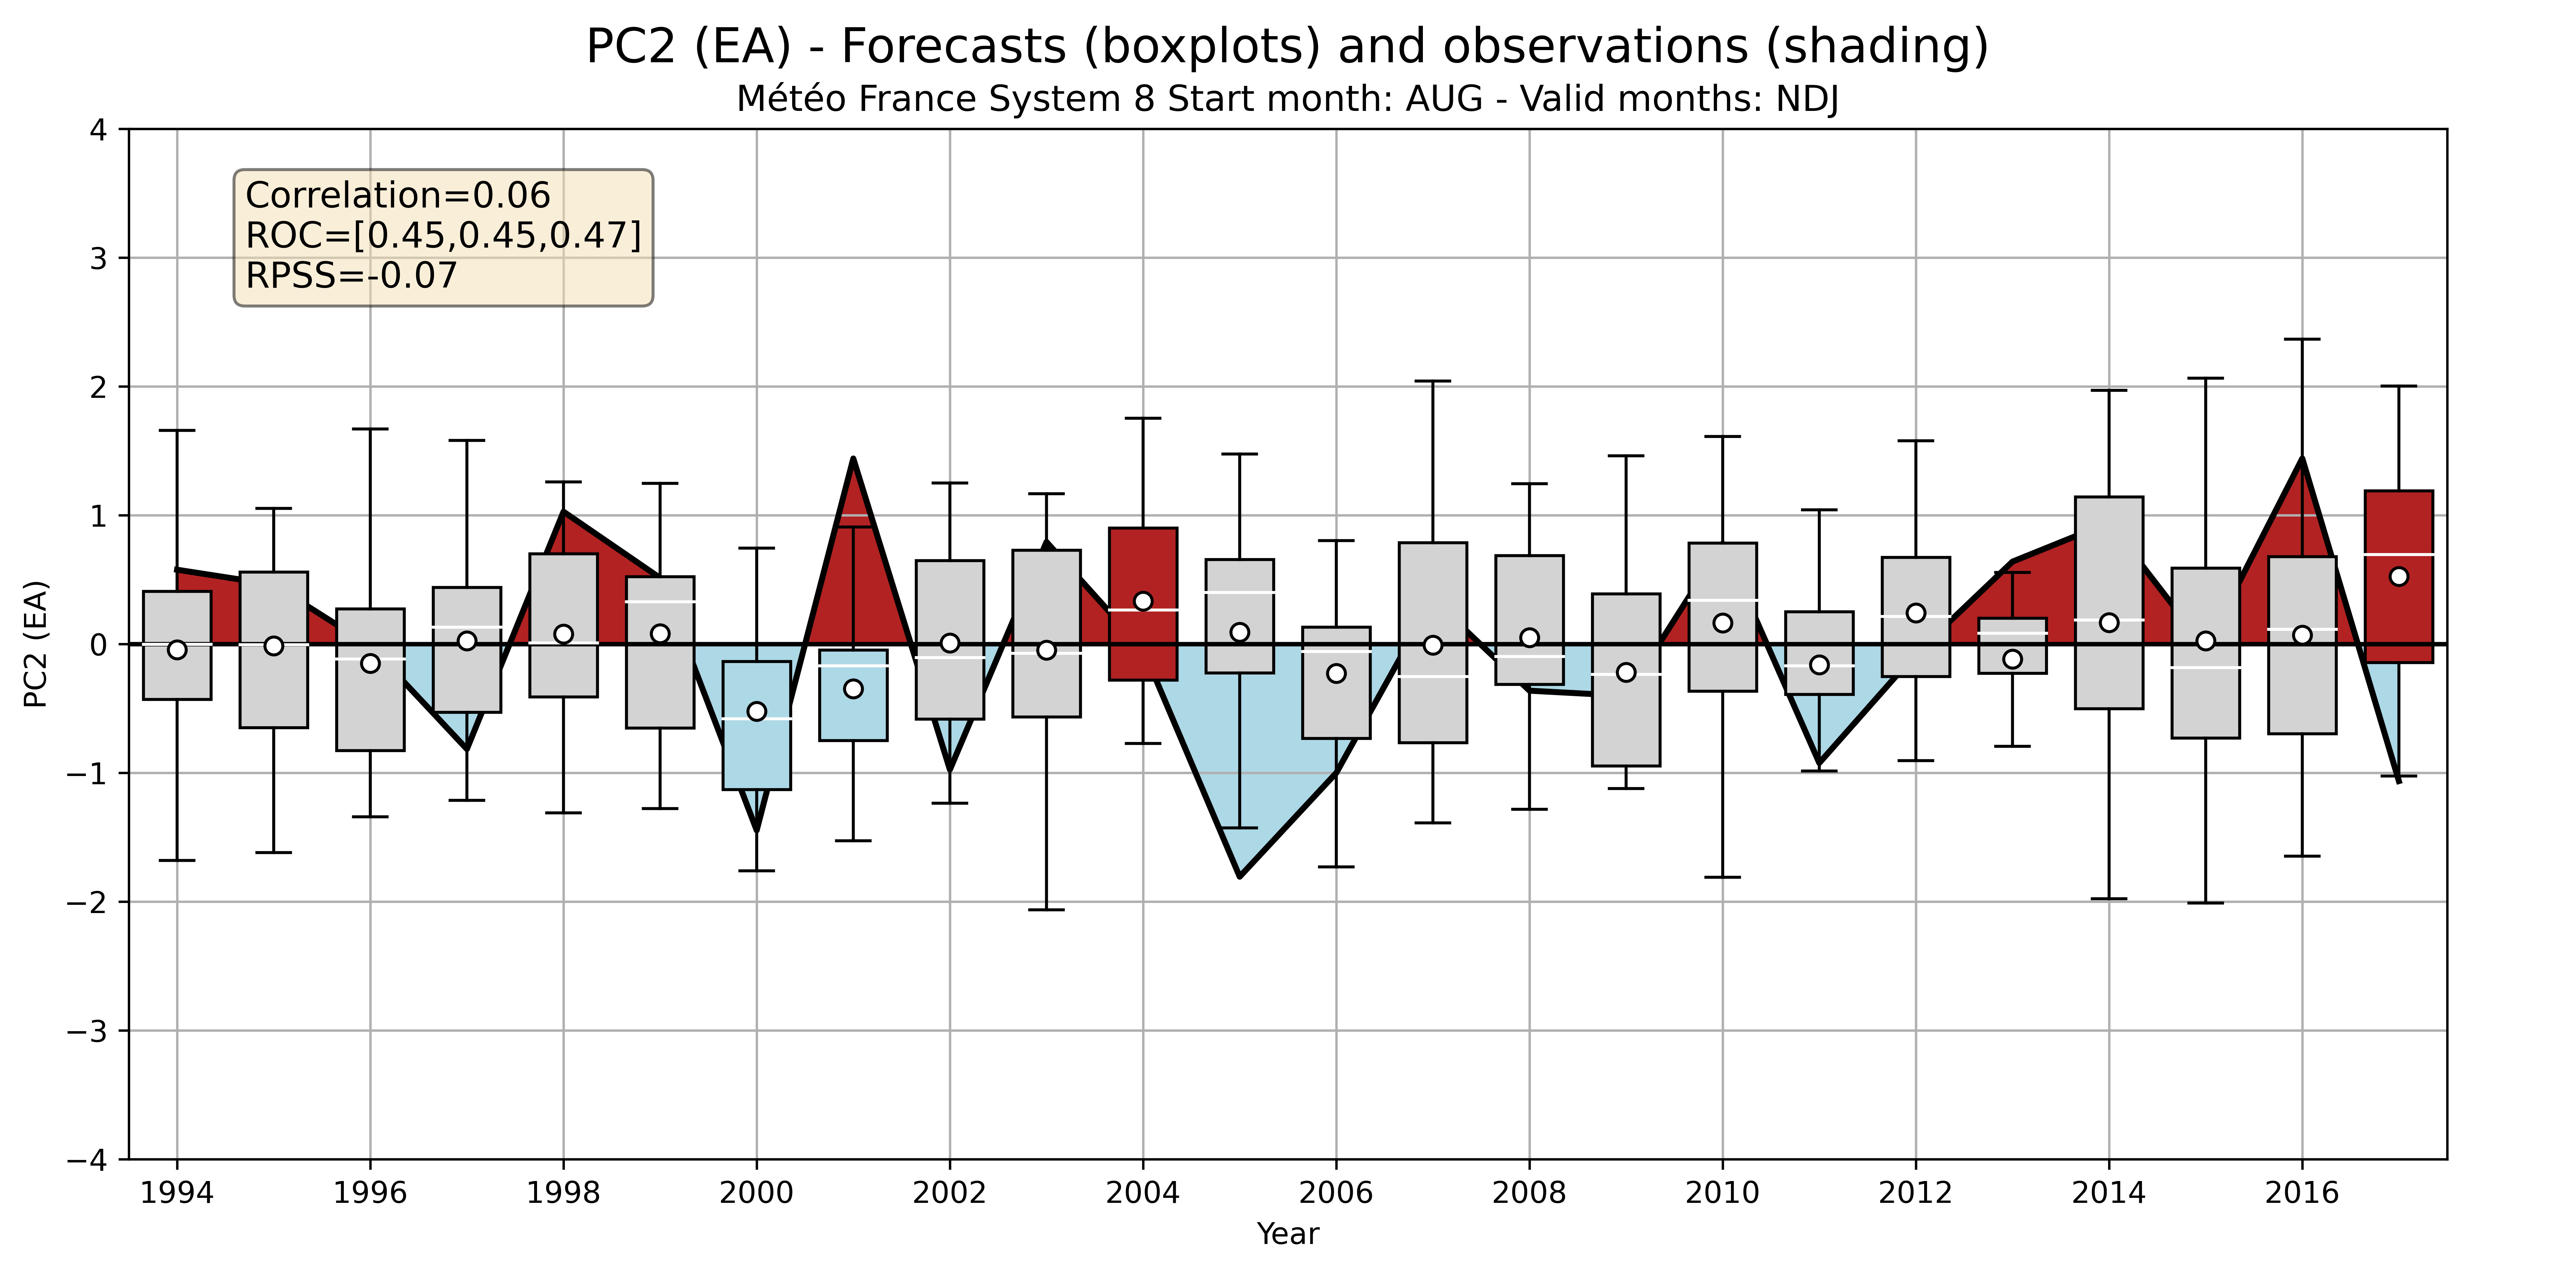 PC2 (EA) - Forecasts (boxplots) and observations (shading)
Météo France System 8 Start month: AUG - Valid months: NDJ
Correlation=0.06
ROC=[0.45,0.45,0.47]
RPSS=-0.07
4
3
2
1
0
−1
−2
−3
−4
PC2 (EA)
1994 1996 1998 2000 2002 2004 2006 2008 2010 2012 2014 2016
Year